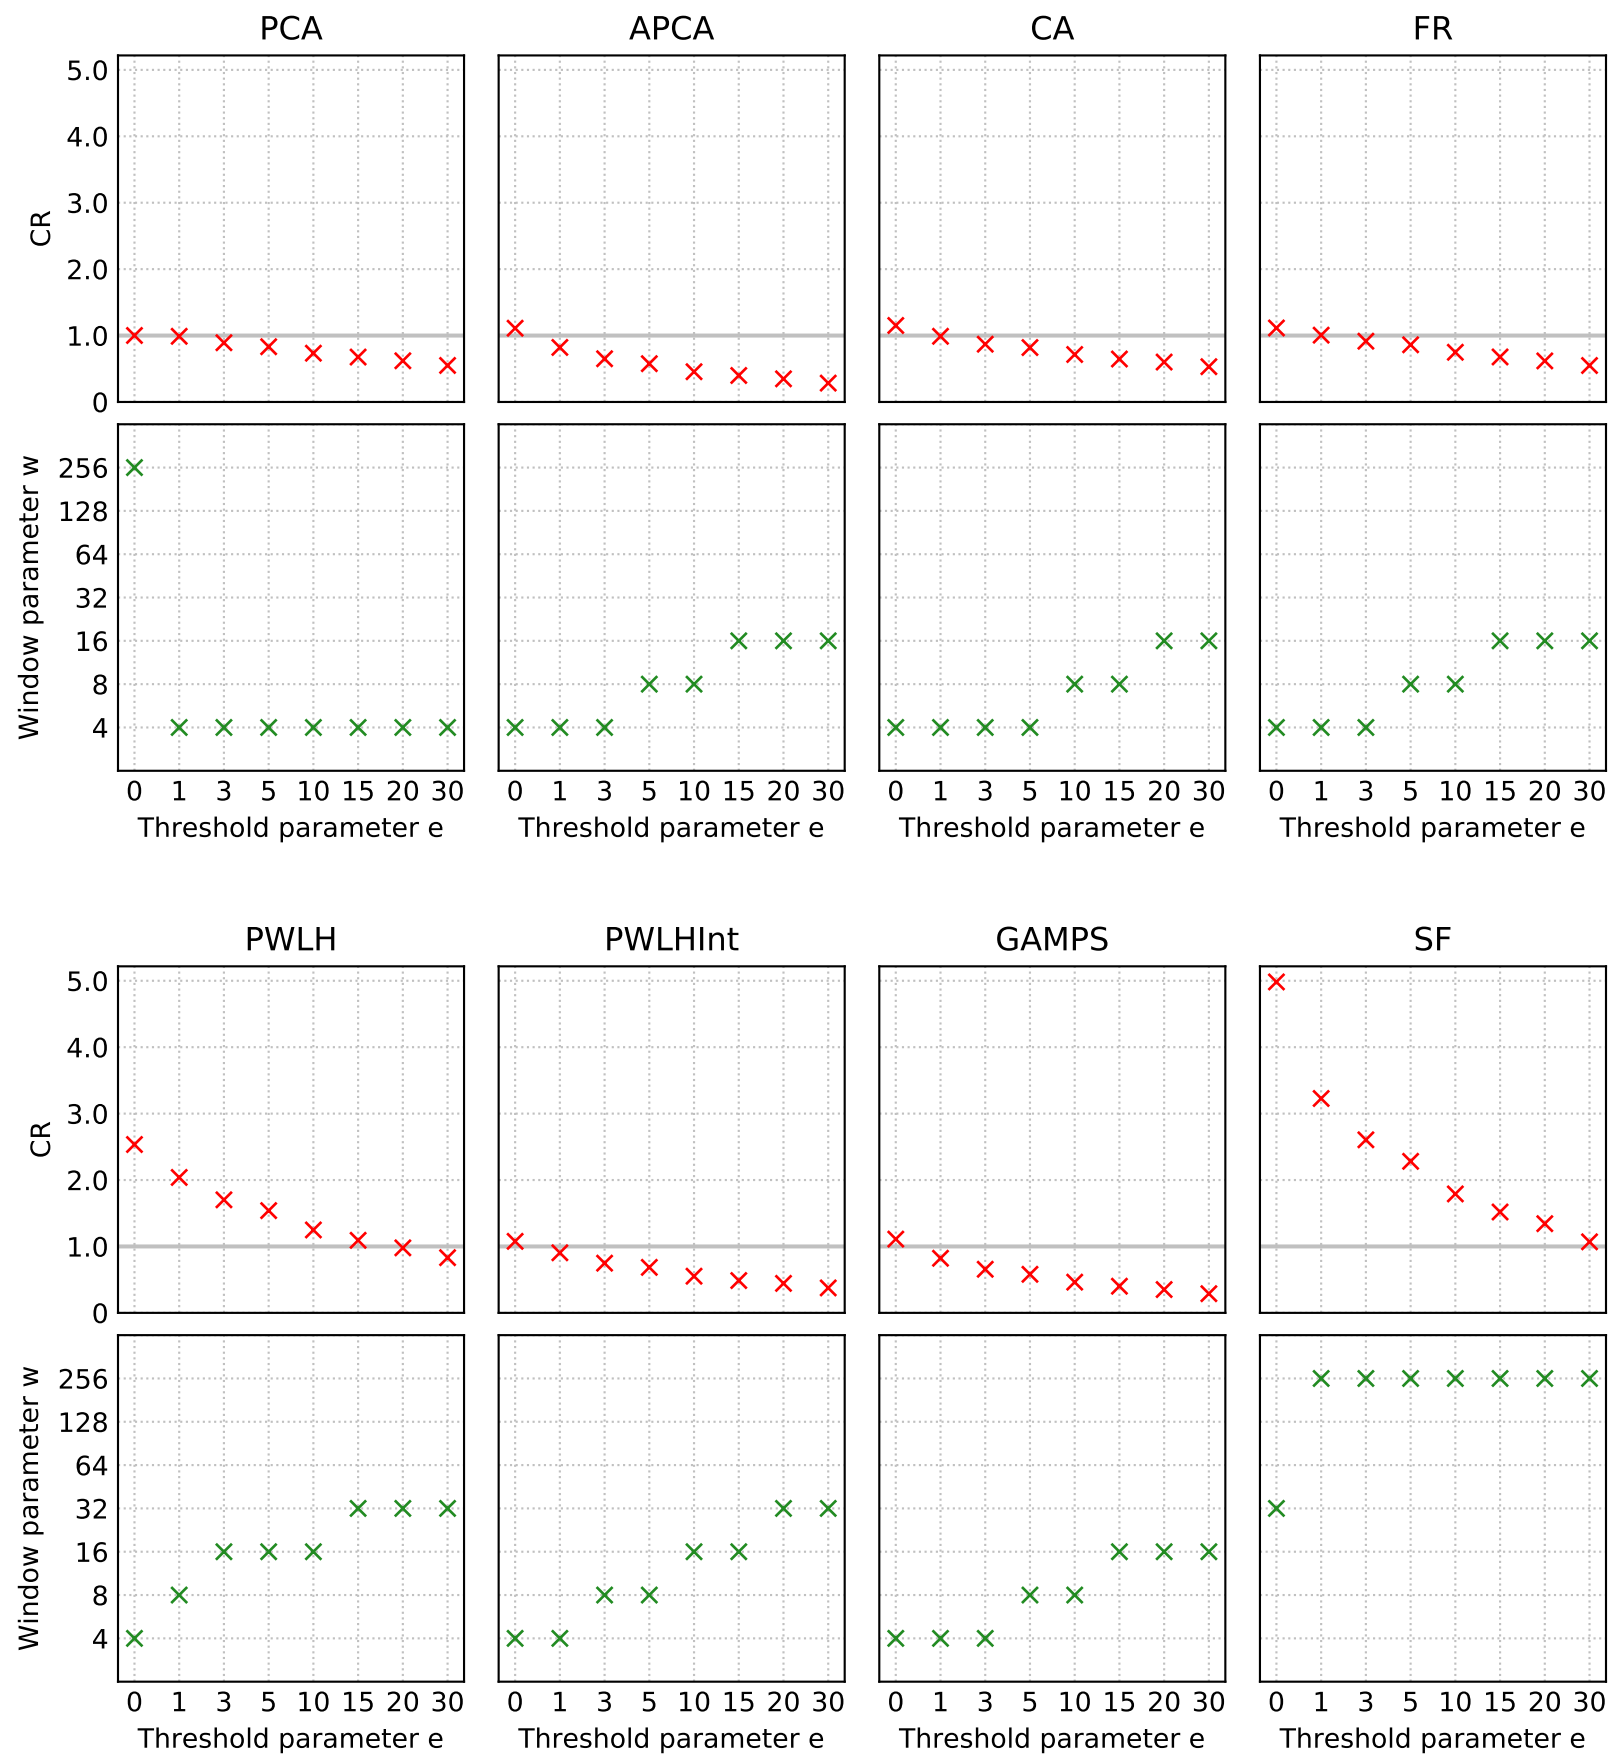 PCA APCA CA FR
5.0
4.0
3.0
2.0
1.0
0
CR
256
128
64
32
16
8
4
Window parameter w
0 1 3 5 10 15 20 30 0 1 3 5 10 15 20 30 0 1 3 5 10 15 20 30 0 1 3 5 10 15 20 30
Threshold parameter e Threshold parameter e Threshold parameter e Threshold parameter e
PWLH PWLHInt GAMPS SF
5.0
4.0
3.0
2.0
1.0
0
CR
256
128
64
32
16
8
4
Window parameter w
0 1 3 5 10 15 20 30 0 1 3 5 10 15 20 30 0 1 3 5 10 15 20 30 0 1 3 5 10 15 20 30
Threshold parameter e Threshold parameter e Threshold parameter e Threshold parameter e